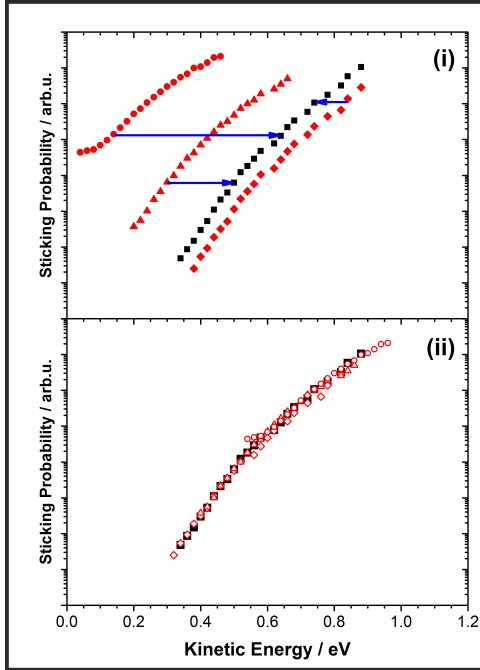 (i)
Sticking Probability / arb.u.
(ii)
Sticking Probability / arb.u.
0.0 0.2 0.4 0.6 0.8 1.0 1.2
Kinetic Energy / eV